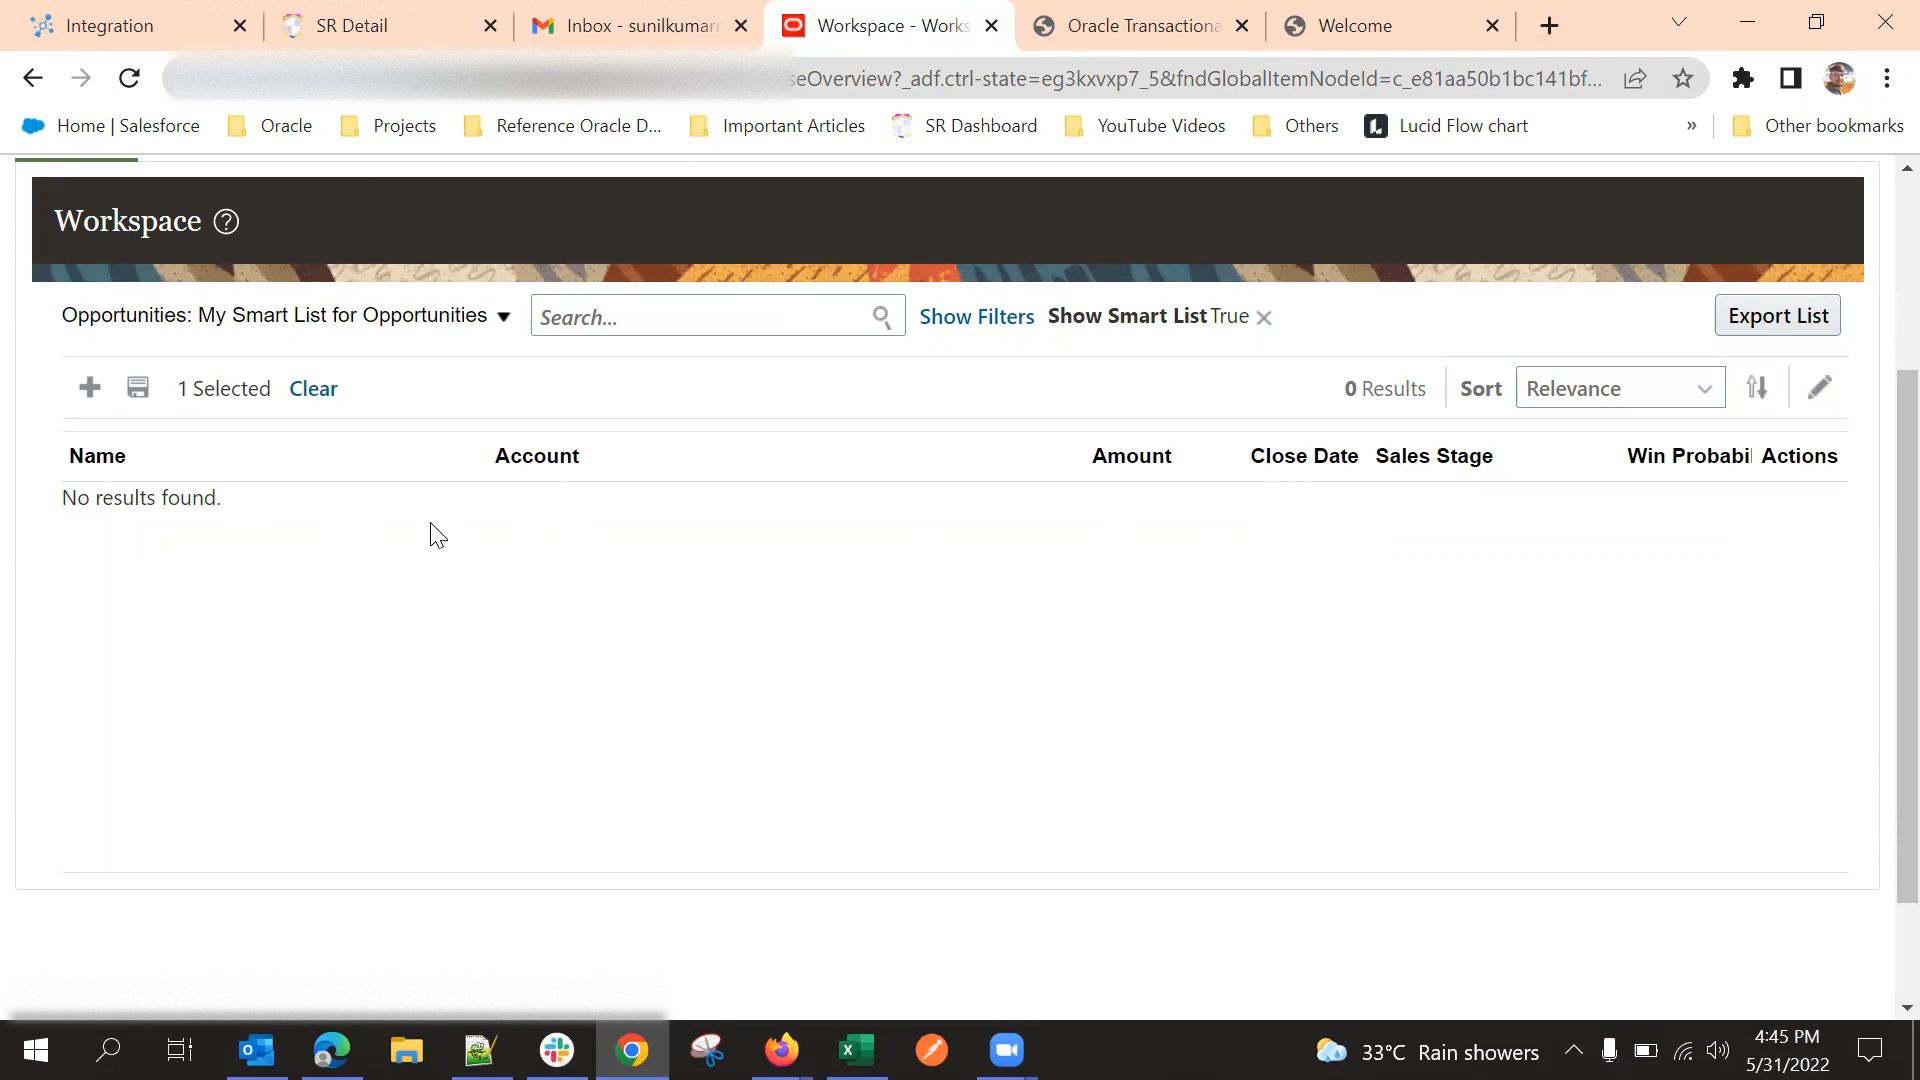 Integration
SR Detail
Inbox - sunilkumarr
Workspace - Works
Oracle Transactiona
Welcome
seOverview?_adf.ctrl-state=eg3kxvxp7_5&fndGlobalItemNodeId=c_e81aa50b1bc141bf...
Home | Salesforce
Oracle
Projects
Reference Oracle D...
Important Articles
SR Dashboard
YouTube Videos
Others
Lucid Flow chart
»
Other bookmarks
Workspace ?
Opportunities: My Smart List for Opportunities
Search...
Show Filters
Show Smart List True
Export List
1 Selected
Clear
0 Results
Sort
Relevance
Name
Account
Amount
Close Date
Sales Stage
Win Probabil
Actions
No results found.
33°C Rain showers
4:45 PM
5/31/2022